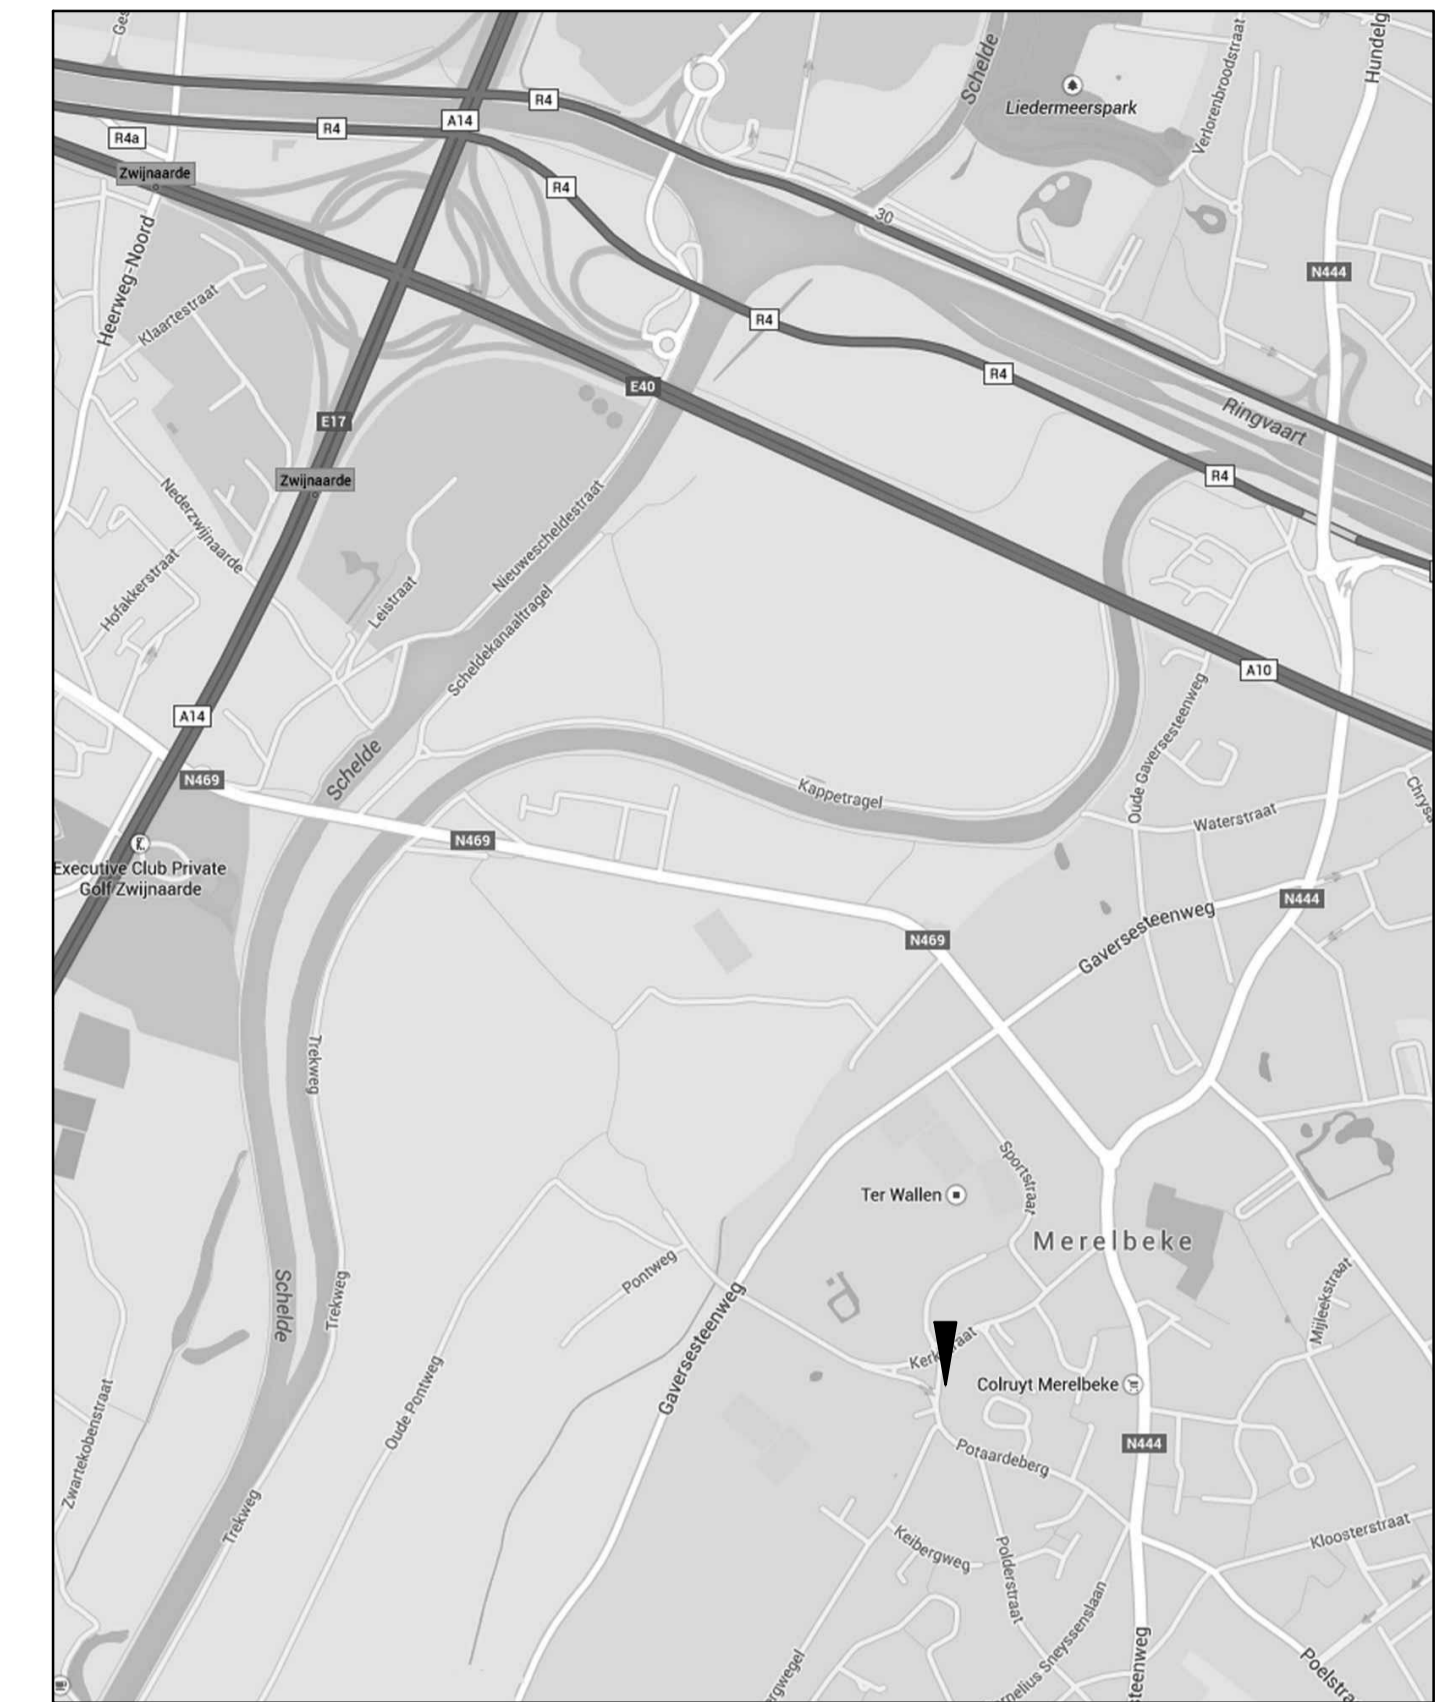 Schelde
Liedermeerspark
Verlorenbroodstraat
R4
A14
R4
R4a
Zwijnaarde
R4
30
Heerweg-Noord
Klaartestraat
N444
R4
R4
E40
E17
Ringvaart
Zwijnaarde
R4
Nederzwijnaarde
Nieuwescheldestraat
Hofakkerstraat
Leistraat
Scheldekanaaltragel
A10
A14
Oude Gaversesteenweg
Schelde
N469
Kappetragel
Waterstraat
N469
Executive Club Private
Golf Zwijnaarde
N444
Gaversesteenweg
N469
Trekweg
Sportstraat
Ter Wallen
Merelbeke
Pontweg
Schelde
Trekweg
Mijleekstraat
Gaversesteenweg
Colruyt Merelbeke
Oude Pontweg
Zwartekobenstraat
N444
Potaardeberg
Trekweg
Keibergweg
Kloosterstraat
Polderstraat